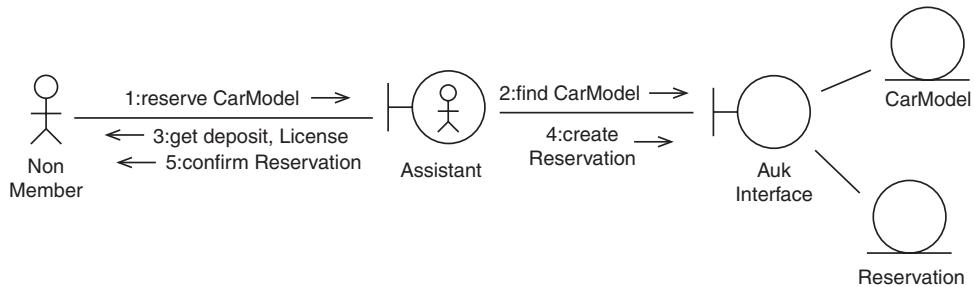 1:reserve CarModel
3:get deposit, License
5:confirm Reservation
Non
Member
Assistant
2:find CarModel
4:create
Reservation
Auk
Interface
CarModel
Reservation